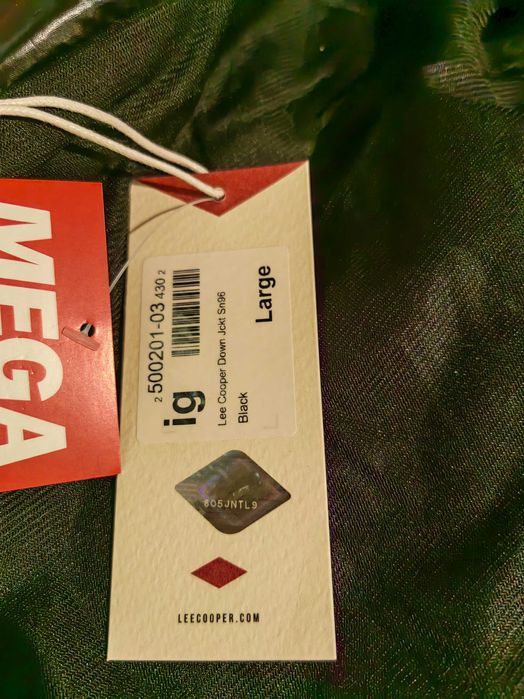 MEGA
2 500201-03 430 2
ig
Lee Cooper Down Jckt Sn96
Black
Large
805JNTL9
LEECOOPER.COM